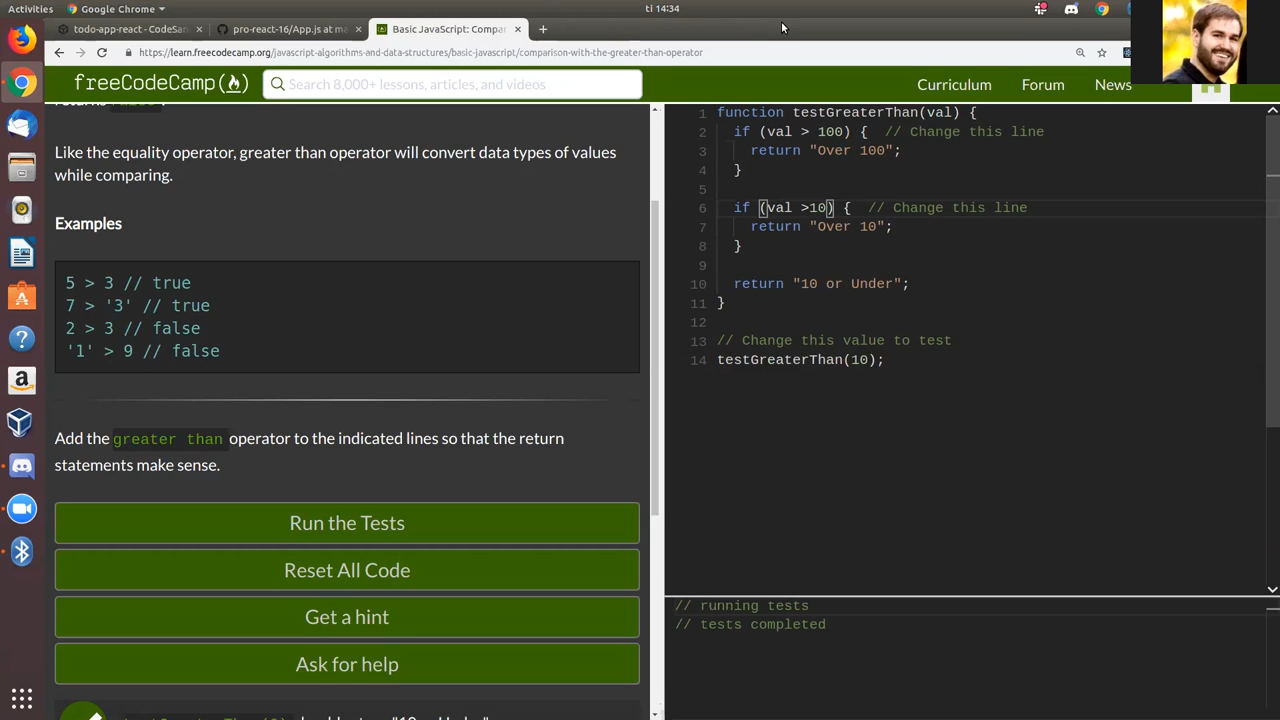 Activities
Google Chrome
ti 14:34
todo-app-react - CodeSan
pro-react-16/App.js at ma
Basic JavaScript: Compar
https://learn.freecodecamp.org/javascript-algorithms-and-data-structures/basic-javascript/comparison-with-the-greater-than-operator
freeCodeCamp
Search 8,000+ lessons, articles, and videos
Curriculum
Forum
News
Like the equality operator, greater than operator will convert data types of values
while comparing.
Examples
5 > 3 // true
7 > '3' // true
2 > 3 // false
'1' > 9 // false
Add the greater than operator to the indicated lines so that the return
statements make sense.
Run the Tests
Reset All Code
Get a hint
Ask for help
1 function testGreaterThan(val) {
2 if (val > 100) { // Change this line
3 return "Over 100";
4 }
5
6 if (val >10) { // Change this line
7 return "Over 10";
8 }
9
10 return "10 or Under";
11 }
12
13 // Change this value to test
14 testGreaterThan(10);
// running tests
// tests completed